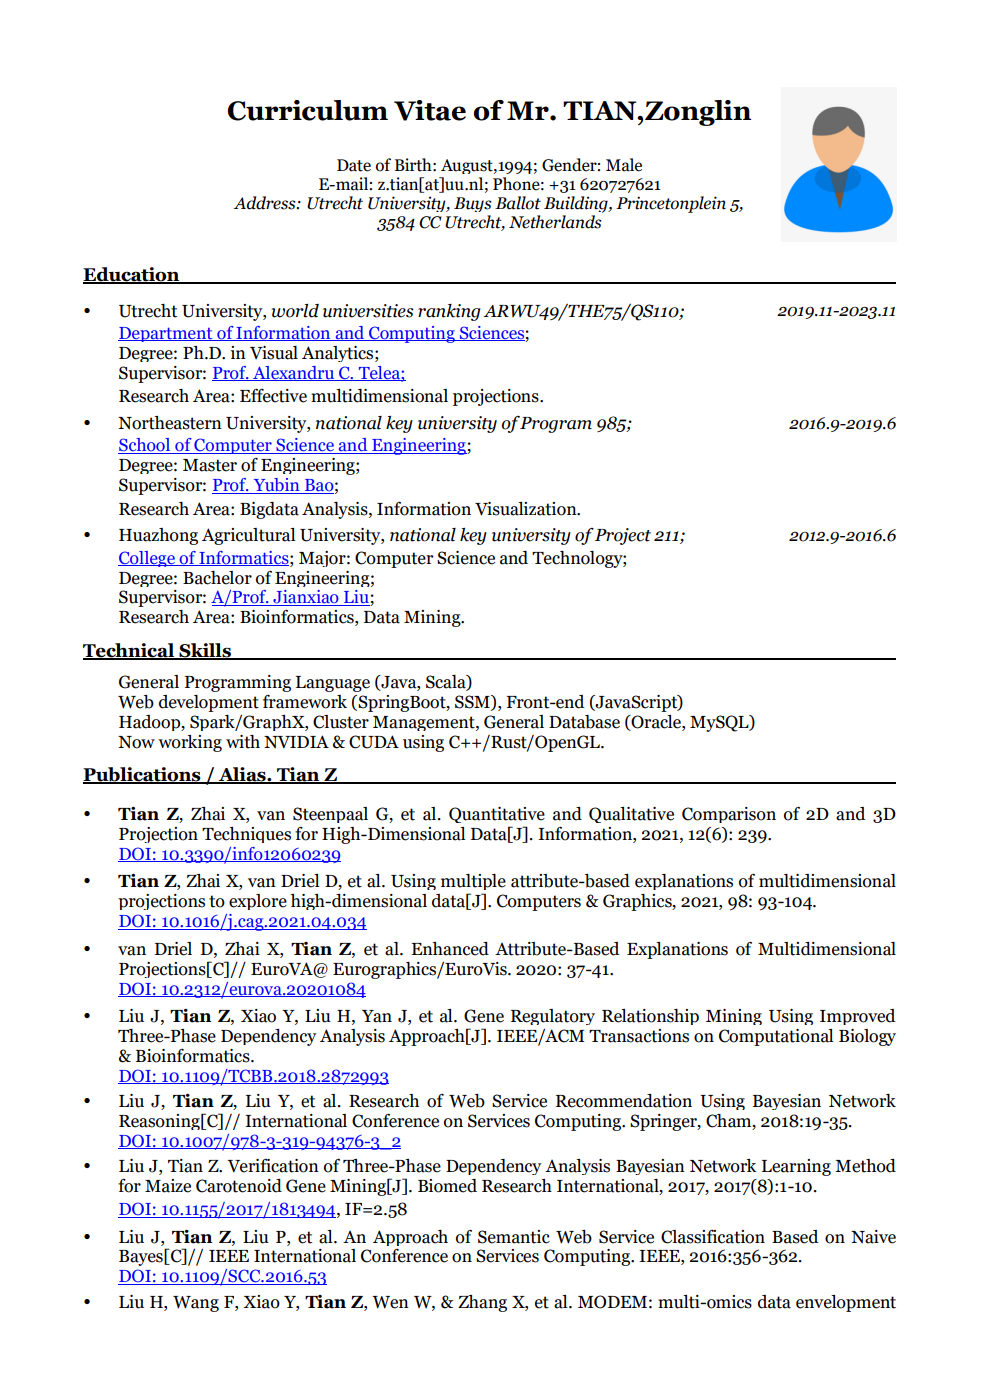 Curriculum Vitae of Mr. TIAN,Zonglin
Date of Birth: August,1994; Gender: Male
E-mail: z.tian[at]uu.nl; Phone: +31 620727621
Address: Utrecht University, Buys Ballot Building, Princetonplein 5,
3584 CC Utrecht, Netherlands
Education
• Utrecht University, world universities ranking ARWU49/THE75/QS110; 2019.11-2023.11
Department of Information and Computing Sciences;
Degree: Ph.D. in Visual Analytics;
Supervisor: Prof. Alexandru C. Telea;
Research Area: Effective multidimensional projections.
• Northeastern University, national key university of Program 985; 2016.9-2019.6
School of Computer Science and Engineering;
Degree: Master of Engineering;
Supervisor: Prof. Yubin Bao;
Research Area: Bigdata Analysis, Information Visualization.
• Huazhong Agricultural University, national key university of Project 211; 2012.9-2016.6
College of Informatics; Major: Computer Science and Technology;
Degree: Bachelor of Engineering;
Supervisor: A/Prof. Jianxiao Liu;
Research Area: Bioinformatics, Data Mining.
Technical Skills
General Programming Language (Java, Scala)
Web development framework (SpringBoot, SSM), Front-end (JavaScript)
Hadoop, Spark/GraphX, Cluster Management, General Database (Oracle, MySQL)
Now working with NVIDIA & CUDA using C++/Rust/OpenGL.
Publications / Alias. Tian Z
• Tian Z, Zhai X, van Steenpaal G, et al. Quantitative and Qualitative Comparison of 2D and 3D
Projection Techniques for High-Dimensional Data[J]. Information, 2021, 12(6): 239.
DOI: 10.3390/info12060239
• Tian Z, Zhai X, van Driel D, et al. Using multiple attribute-based explanations of multidimensional
projections to explore high-dimensional data[J]. Computers & Graphics, 2021, 98: 93-104.
DOI: 10.1016/j.cag.2021.04.034
• van Driel D, Zhai X, Tian Z, et al. Enhanced Attribute-Based Explanations of Multidimensional
Projections[C]// EuroVA@ Eurographics/EuroVis. 2020: 37-41.
DOI: 10.2312/eurova.20201084
• Liu J, Tian Z, Xiao Y, Liu H, Yan J, et al. Gene Regulatory Relationship Mining Using Improved
Three-Phase Dependency Analysis Approach[J]. IEEE/ACM Transactions on Computational Biology
& Bioinformatics.
DOI: 10.1109/TCBB.2018.2872993
• Liu J, Tian Z, Liu Y, et al. Research of Web Service Recommendation Using Bayesian Network
Reasoning[C]// International Conference on Services Computing. Springer, Cham, 2018:19-35.
DOI: 10.1007/978-3-319-94376-3_2
• Liu J, Tian Z. Verification of Three-Phase Dependency Analysis Bayesian Network Learning Method
for Maize Carotenoid Gene Mining[J]. Biomed Research International, 2017, 2017(8):1-10.
DOI: 10.1155/2017/1813494, IF=2.58
• Liu J, Tian Z, Liu P, et al. An Approach of Semantic Web Service Classification Based on Naive
Bayes[C]// IEEE International Conference on Services Computing. IEEE, 2016:356-362.
DOI: 10.1109/SCC.2016.53
• Liu H, Wang F, Xiao Y, Tian Z, Wen W, & Zhang X, et al. MODEM: multi-omics data envelopment